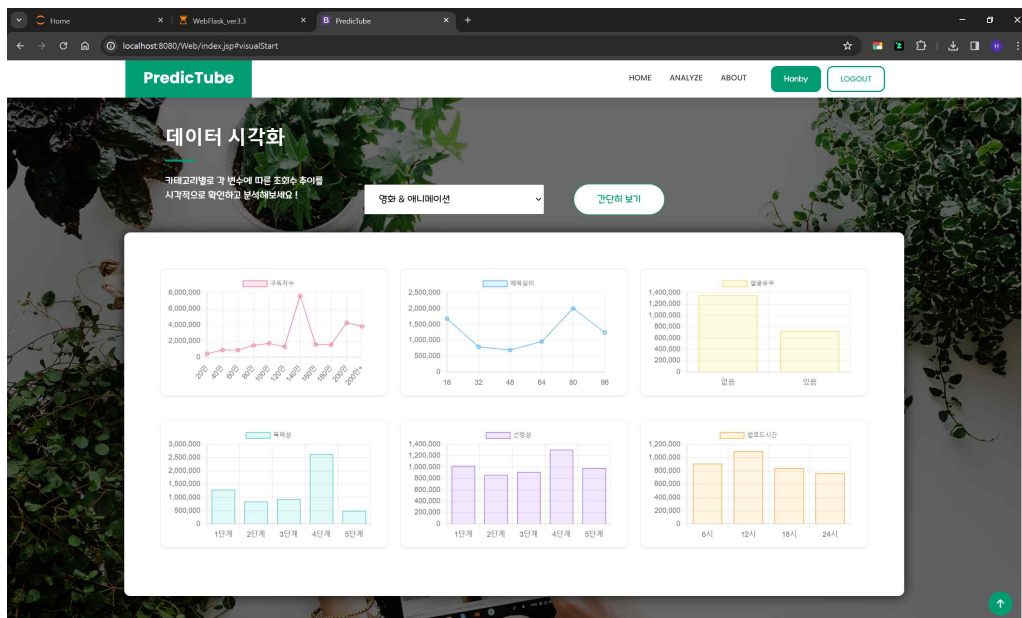 Home
WebFlask_ver3.3
B PredicTube
localhost:8080/Web/index.jsp#visualStart
PredicTube
HOME ANALYZE ABOUT Hanby LOGOUT
데이터 시각화
카테고리별로 각 변수에 따른 조회수 추이를
시각적으로 확인하고 분석해보세요 !
영화 & 애니메이션
간단히 보기
구독자수
8,000,000
6,000,000
4,000,000
2,000,000
0
20만 40만 60만 80만 100만 120만 140만 160만 180만 200만 200만+
제목길이
2,500,000
2,000,000
1,500,000
1,000,000
500,000
0
16 32 48 64 80 96
얼굴유무
1,400,000
1,200,000
1,000,000
800,000
600,000
400,000
200,000
0
없음 있음
폭력성
3,000,000
2,500,000
2,000,000
1,500,000
1,000,000
500,000
0
1단계 2단계 3단계 4단계 5단계
선정성
1,400,000
1,200,000
1,000,000
800,000
600,000
400,000
200,000
0
1단계 2단계 3단계 4단계 5단계
업로드시간
1,200,000
1,000,000
800,000
600,000
400,000
200,000
0
6시 12시 18시 24시